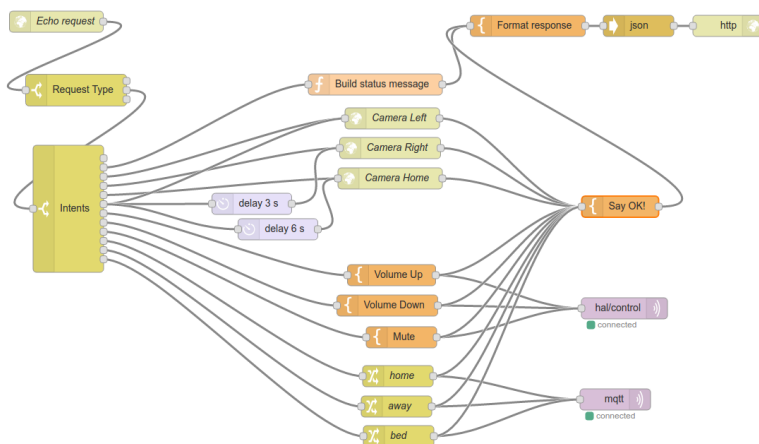 Echo request
Format response
json
http
Request Type
Build status message
Camera Left
Camera Right
Camera Home
Intents
delay 3 s
delay 6 s
Say OK!
Volume Up
Volume Down
Mute
hal/control
connected
home
away
bed
mqtt
connected